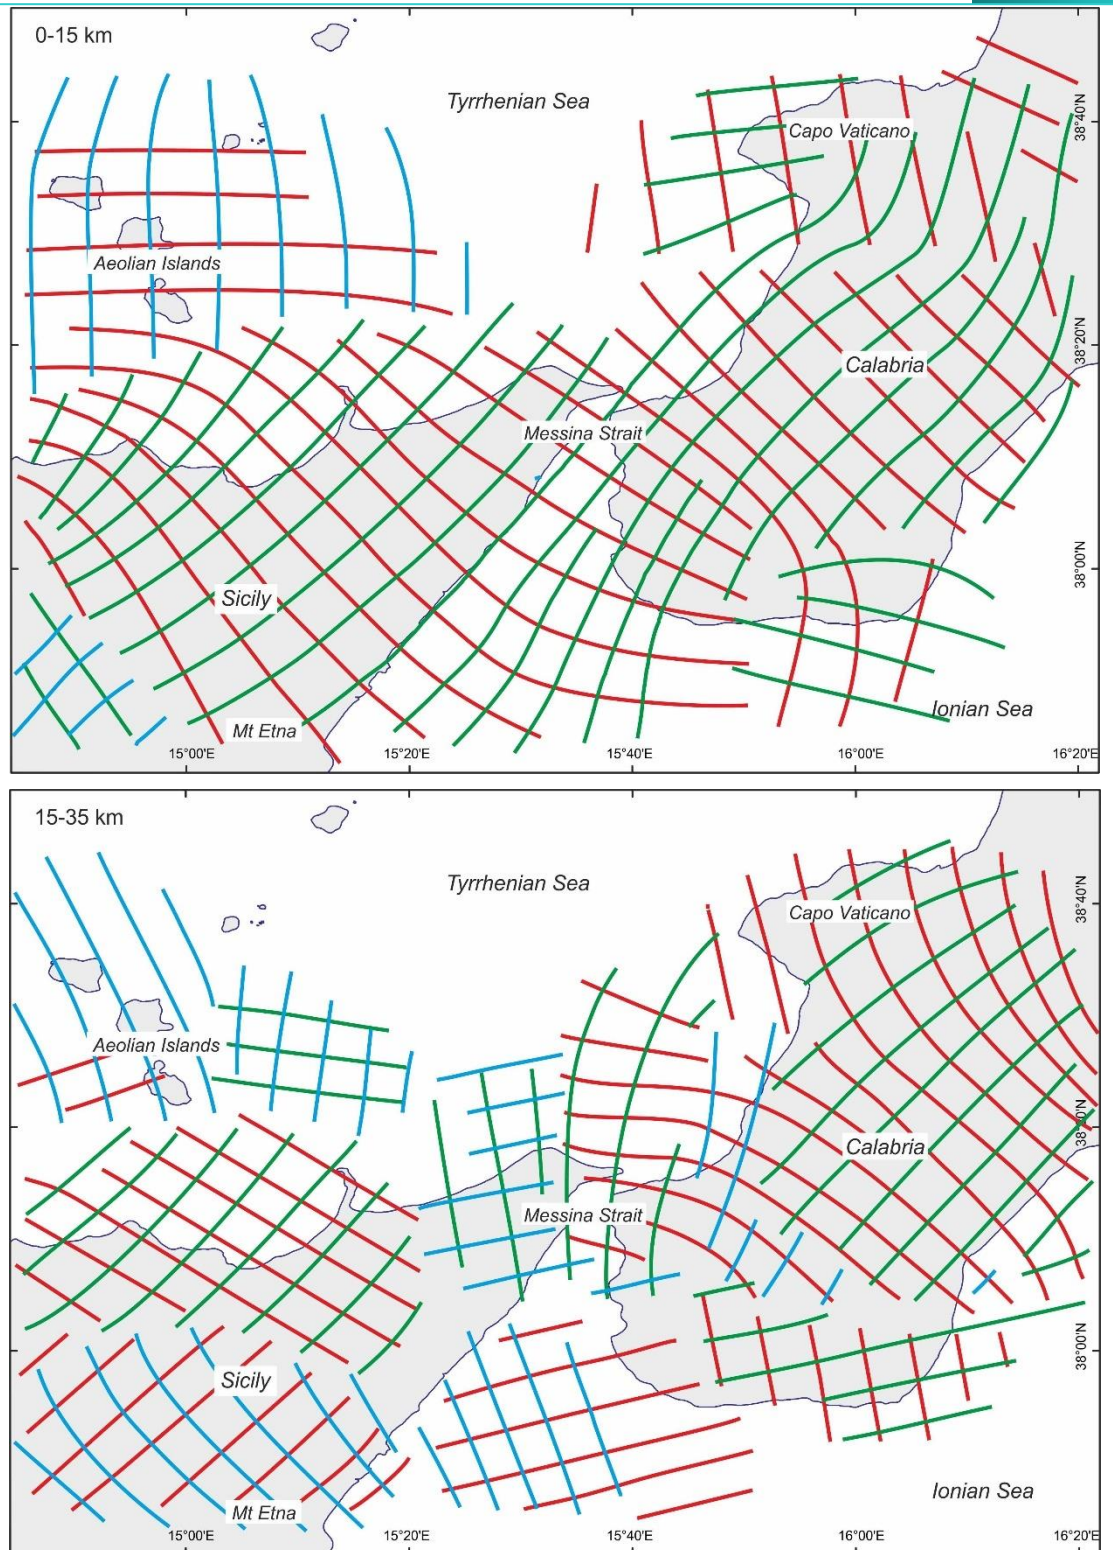 0-15 km
Tyrrhenian Sea
Capo Vaticano
38°40'N
Aeolian Islands
38°20'N
Calabria
Messina Strait
38°00'N
Sicily
Ionian Sea
Mt Etna
15°00'E 15°20'E 15°40'E 16°00'E 16°20'E
15-35 km
Tyrrhenian Sea
Capo Vaticano
38°40'N
Aeolian Islands
38°20'N
Calabria
Messina Strait
38°00'N
Sicily
Ionian Sea
Mt Etna
15°00'E 15°20'E 15°40'E 16°00'E 16°20'E